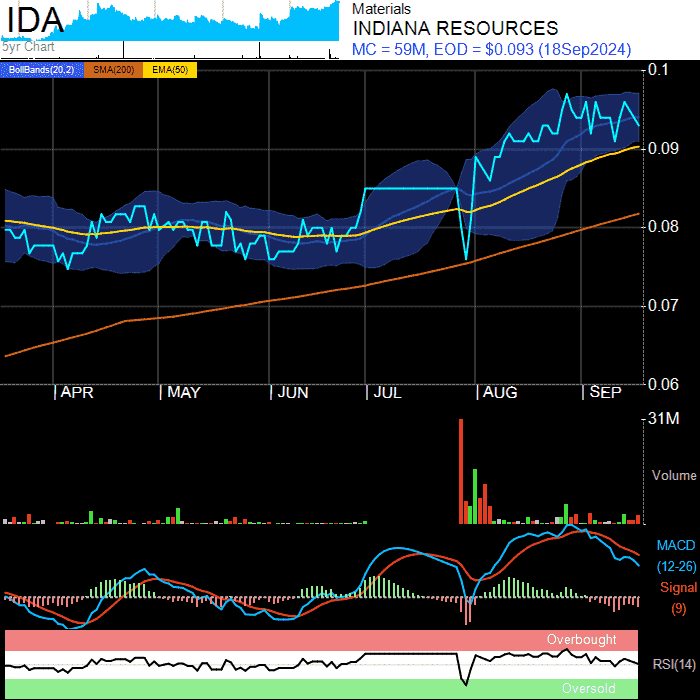 IDA
5yr Chart
Materials
INDIANA RESOURCES
MC = 59M, EOD = $0.093 (18Sep2024)
BollBands(20,2) SMA(200) EMA(50)
0.1
0.09
0.08
0.07
0.06
APR MAY JUN JUL AUG SEP
31M
Volume
MACD
(12-26)
Signal
(9)
Overbought
RSI(14)
Oversold